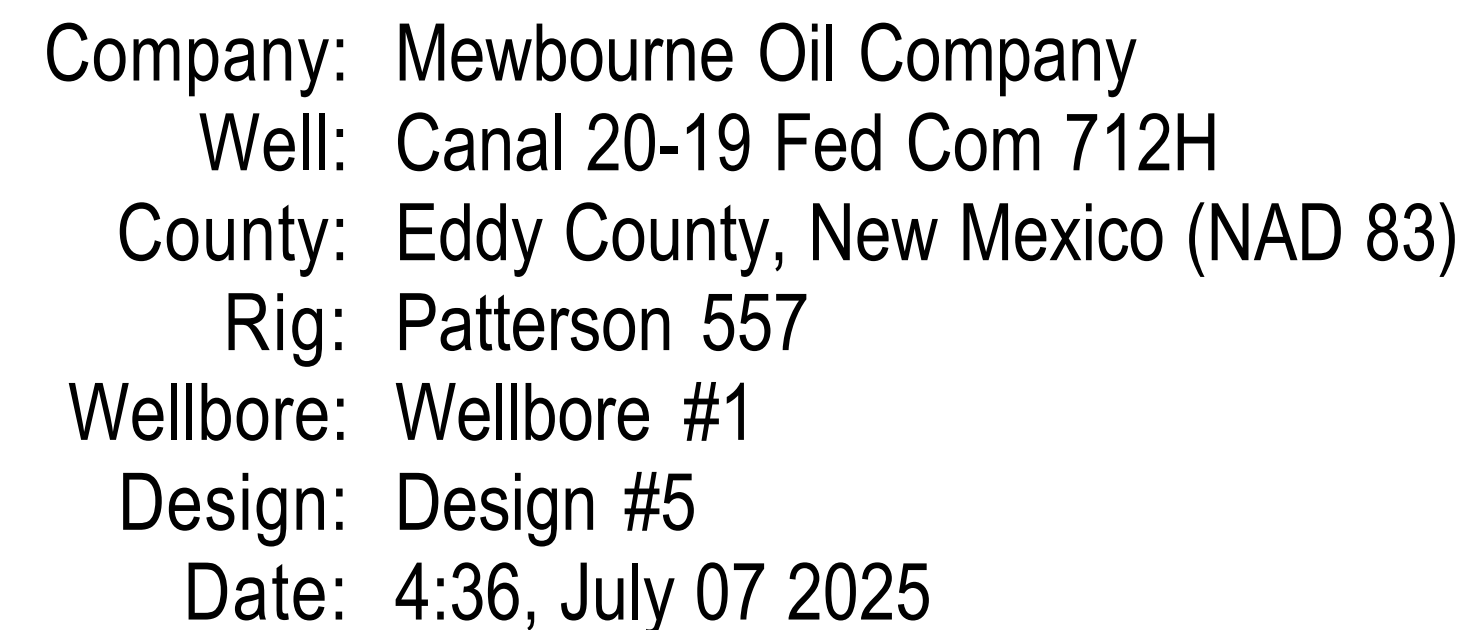 Company: Mewbourne Oil Company
Well: Canal 20-19 Fed Com 712H
County: Eddy County, New Mexico (NAD 83)
Rig: Patterson 557
Wellbore: Wellbore #1
Design: Design #5
Date: 4:36, July 07 2025